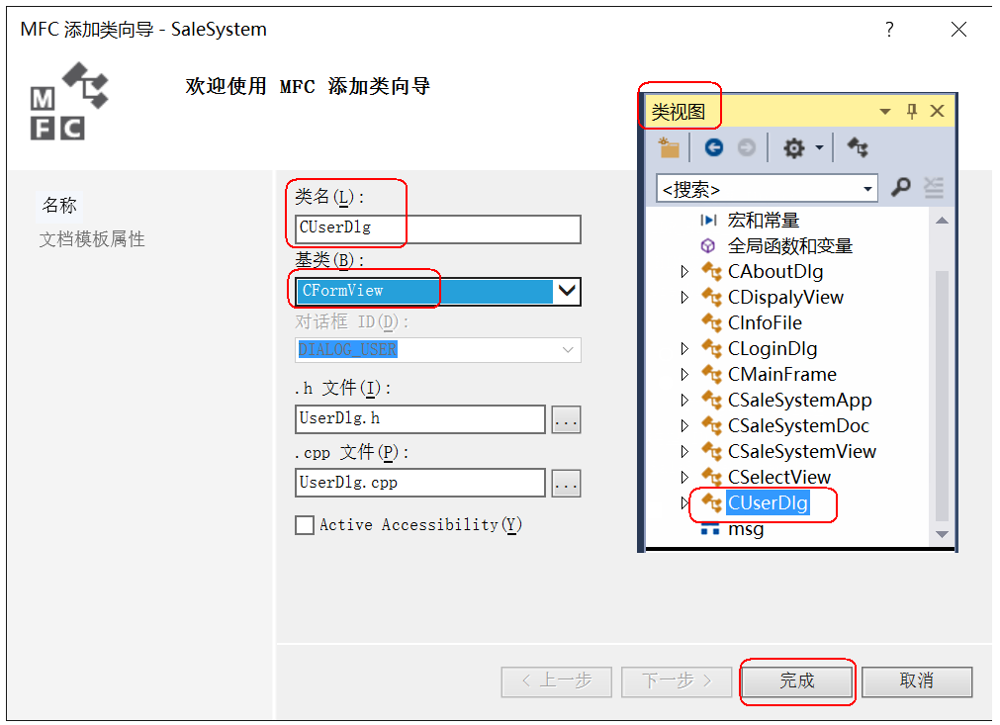 MFC 添加类向导 - SaleSystem
?
M
F C
欢迎使用 MFC 添加类向导
名称
文档模板属性
类名(L):
CUserDlg
基类(B):
CFormView
对话框 ID(D):
DIALOG_USER
.h 文件(I):
UserDlg.h
...
.cpp 文件(P):
UserDlg.cpp
...
Active Accessibility(Y)
类视图
<搜索>
宏和常量
全局函数和变量
CAboutDlg
CDispalyView
CInfoFile
CLoginDlg
CMainFrame
CSaleSystemApp
CSaleSystemDoc
CSaleSystemView
CSelectView
CUserDlg
msg
< 上一步
下一步 >
完成
取消